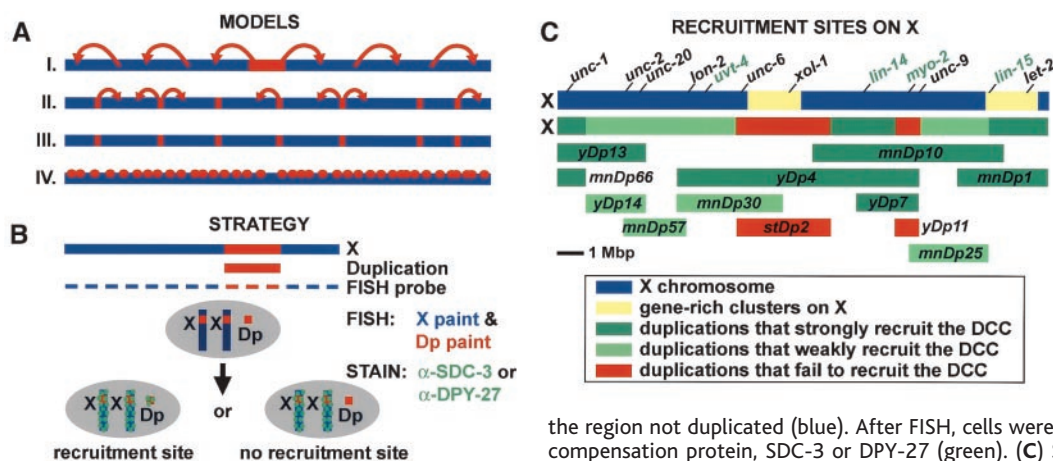 A
MODELS
I.
II.
III.
IV.
B
STRATEGY
X
Duplication
FISH probe
X X Dp
FISH: X paint &
Dp paint
STAIN: α-SDC-3 or
α-DPY-27
X X Dp
or
X X Dp
recruitment site
no recruitment site
C
RECRUITMENT SITES ON X
unc-1
unc-2
unc-20
lon-2
uvt-4
unc-6
xol-1
lin-14
myo-2
unc-9
lin-15
let-2
X
X
yDp13
mnDp10
mnDp66
yDp4
mnDp1
yDp14
mnDp30
yDp7
mnDp57
stDp2
yDp11
1 Mbp
mnDp25
X chromosome
gene-rich clusters on X
duplications that strongly recruit the DCC
duplications that weakly recruit the DCC
duplications that fail to recruit the DCC
the region not duplicated (blue). After FISH, cells were
compensation protein, SDC-3 or DPY-27 (green). (C)